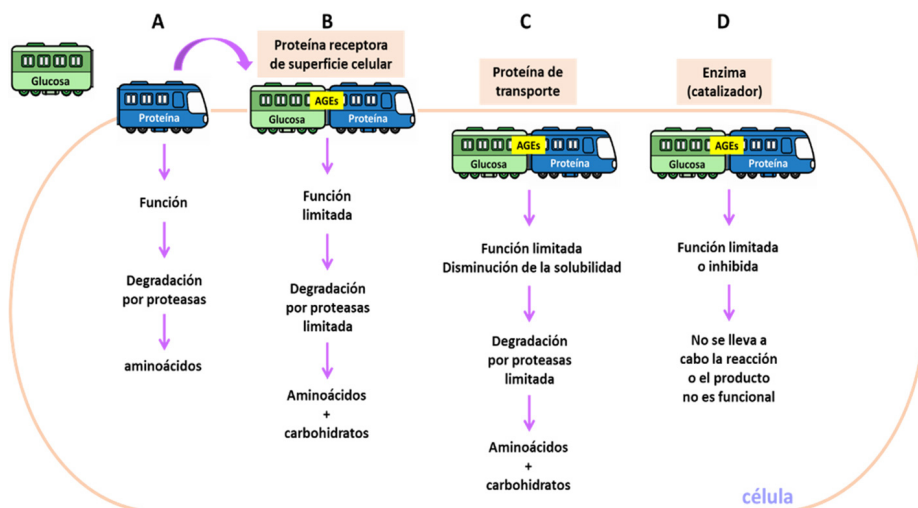 A
Glucosa
Proteína
Función
Degradación
por proteasas
aminoácidos
B
Proteína receptora
de superficie celular
AGEs
Glucosa
Proteína
Función
limitada
Degradación
por proteasas
limitada
Aminoácidos
+
carbohidratos
C
Proteína de
transporte
AGEs
Glucosa
Proteína
Función limitada
Disminución de la solubilidad
Degradación
por proteasas
limitada
Aminoácidos
+
carbohidratos
D
Enzima
(catalizador)
AGEs
Glucosa
Proteína
Función limitada
o inhibida
No se lleva a
cabo la reacción
o el producto
no es funcional
célula